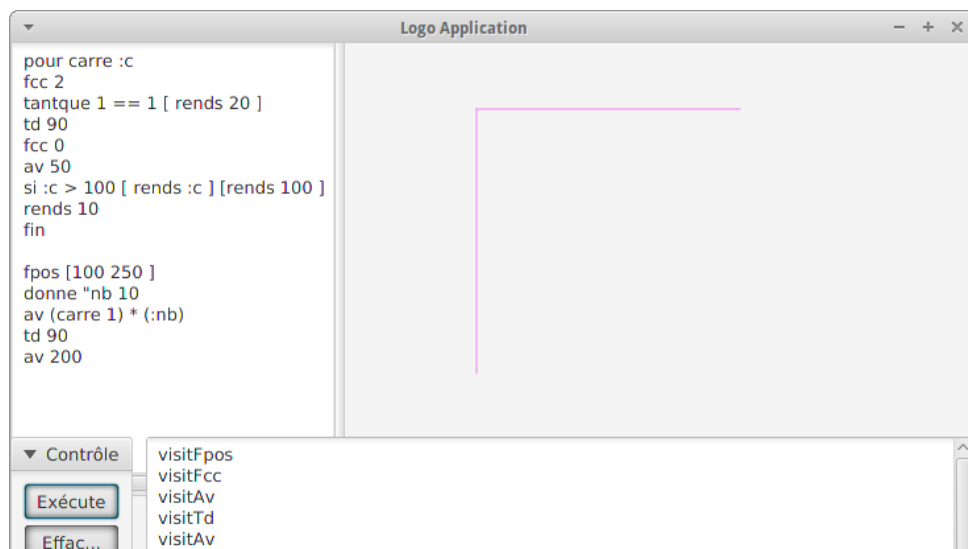 Logo Application
pour carre :c
fcc 2
tantque 1 == 1 [ rends 20 ]
td 90
fcc 0
av 50
si :c > 100 [ rends :c ] [rends 100 ]
rends 10
fin
fpos [100 250 ]
donne "nb 10
av (carre 1) * (:nb)
td 90
av 200
Contrôle
Exécute
Effac...
visitFpos
visitFcc
visitAv
visitTd
visitAv